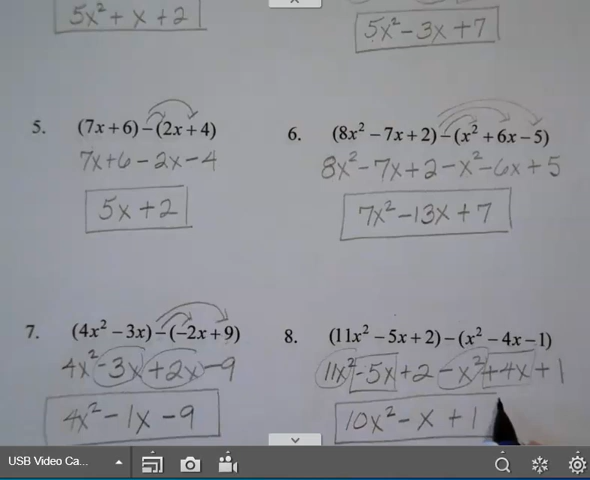 5x² + x + 2
5x² - 3x + 7
5. (7x + 6) - (2x + 4)
7x + 6 - 2x - 4
5x + 2
6. (8x² - 7x + 2) - (x² + 6x - 5)
8x² - 7x + 2 - x² - 6x + 5
7x² - 13x + 7
7. (4x² - 3x) - (-2x + 9)
4x² - 3x + 2x - 9
4x² - 1x - 9
8. (11x² - 5x + 2) - (x² - 4x - 1)
11x² - 5x + 2 - x² + 4x + 1
10x² - x + 1
USB Video Ca...